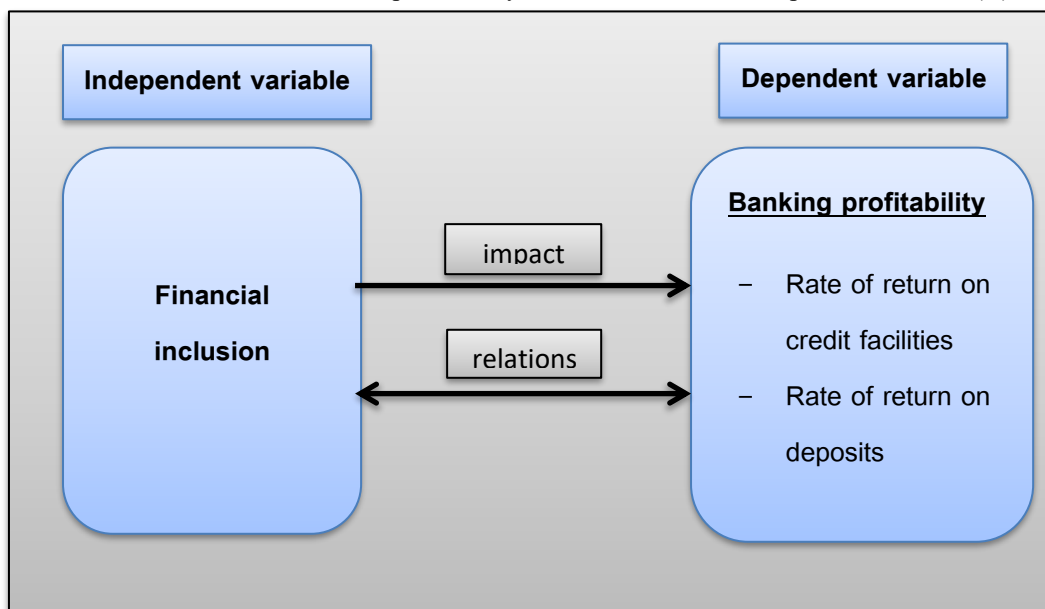 Independent variable
Dependent variable
Financial
inclusion
impact
relations
Banking profitability
– Rate of return on
credit facilities
– Rate of return on
deposits